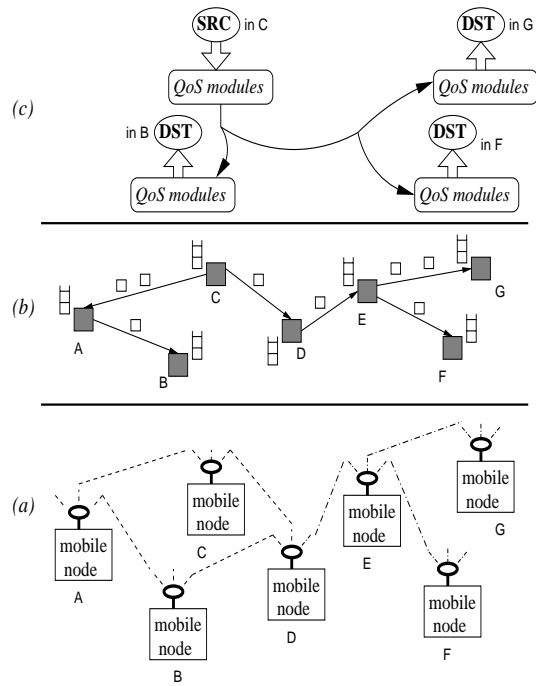 SRC in C
DST in G
QoS modules
QoS modules
(c)
in B DST
DST
in F
QoS modules
QoS modules
(b)
C
G
E
A
D
B
F
(a)
mobile
node
C
mobile
node
G
mobile
node
E
mobile
node
A
mobile
node
D
mobile
node
F
mobile
node
B